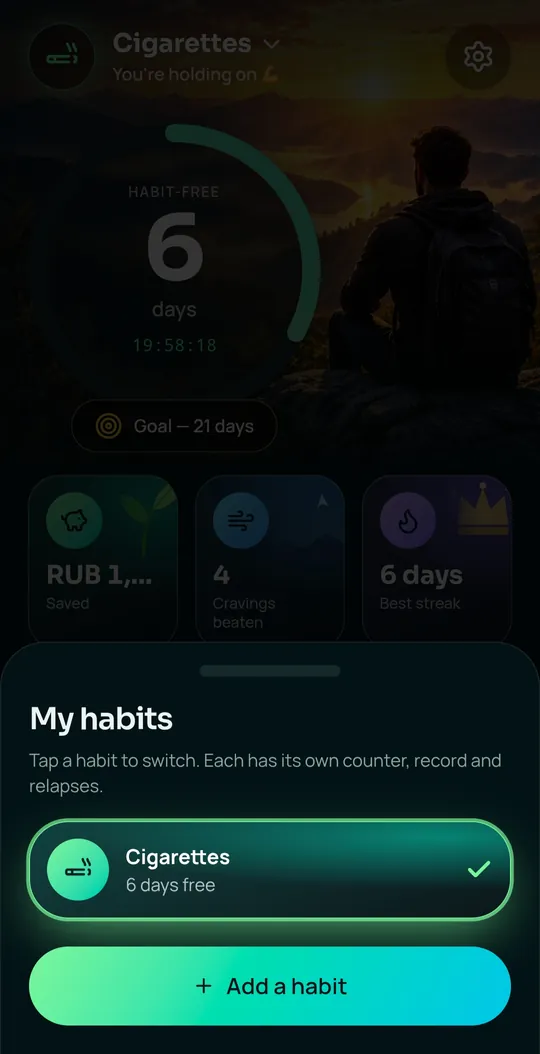 Cigarettes
You're holding on 💪
HABIT-FREE
6
days
19:58:18
Goal — 21 days
RUB 1,...
Saved
4
Cravings
beaten
6 days
Best streak
My habits
Tap a habit to switch. Each has its own counter, record and
relapses.
Cigarettes
6 days free
+ Add a habit